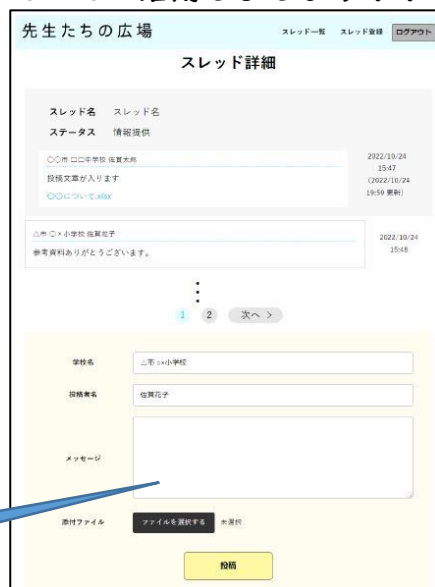 先生たちの広場
スレッド一覧 スレッド登録 ログアウト
スレッド詳細
スレッド名 スレッド名
ステータス 情報提供
〇〇市 □□中学校 佐賀太郎
2022/10/24
15:47
(2022/10/24
19:59 更新)
投稿文章が入ります
〇〇について.xlsx
△市 〇×小学校 佐賀花子
2022/10/24
15:48
参考資料ありがとうございます。
1 2 次へ >
学校名 △市 ○×小学校
投稿者名 佐賀花子
メッセージ
添付ファイル ファイルを選択する 未選択
投稿